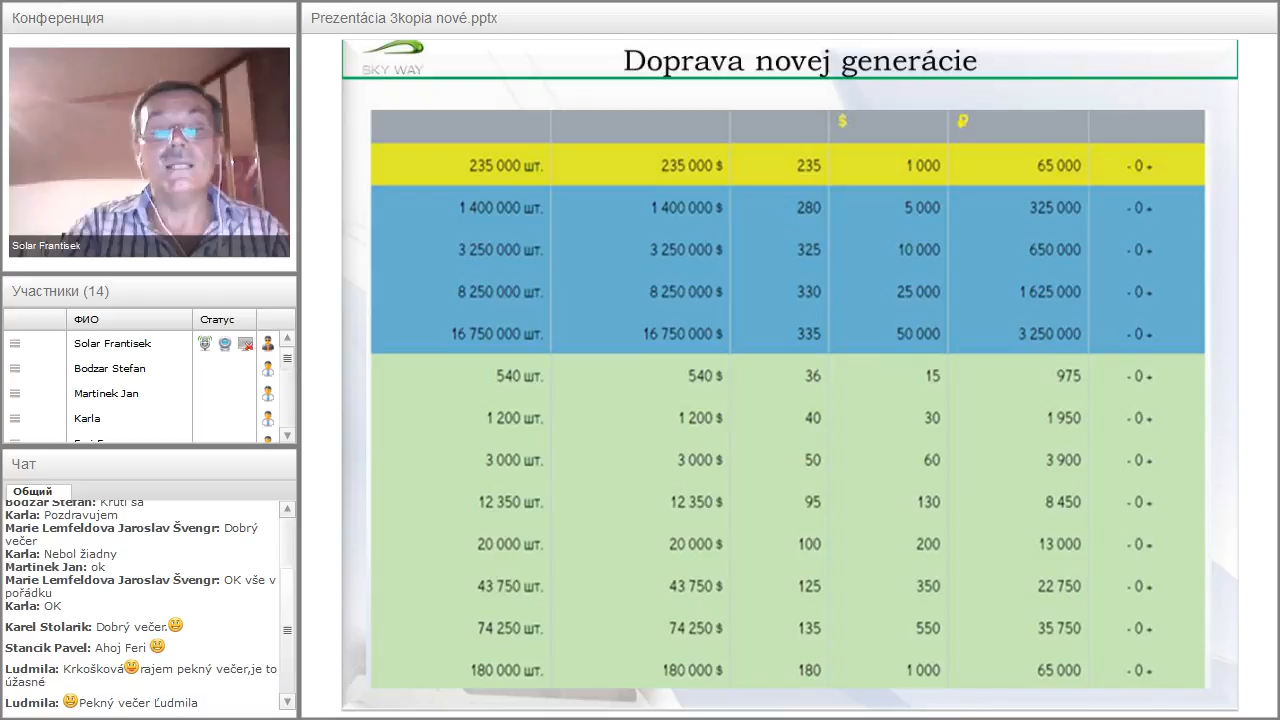 Конференция
Solar Frantisek
Участники (14)
ФИО Статус
Solar Frantisek
Bodzar Stefan
Martinek Jan
Karla
Чат
Общий
Bodzar Stefan: Kruti sa
Karla: Pozdravujem
Marie Lemfeldova Jaroslav Švengr: Dobrý
večer
Karla: Nebol žiadny
Martinek Jan: ok
Marie Lemfeldova Jaroslav Švengr: OK vše v
pořádku
Karla: OK
Karel Stolarik: Dobrý večer.
Stancik Pavel: Ahoj Feri
Ludmila: Krkošková rajem pekný večer,je to
úžasné
Ludmila: Pekný večer Ľudmila
Prezentácia 3kopia nové.pptx
SKY WAY
Doprava novej generácie
$ ₽
235 000 шт. 235 000 $ 235 1 000 65 000 - 0 +
1 400 000 шт. 1 400 000 $ 280 5 000 325 000 - 0 +
3 250 000 шт. 3 250 000 $ 325 10 000 650 000 - 0 +
8 250 000 шт. 8 250 000 $ 330 25 000 1 625 000 - 0 +
16 750 000 шт. 16 750 000 $ 335 50 000 3 250 000 - 0 +
540 шт. 540 $ 36 15 975 - 0 +
1 200 шт. 1 200 $ 40 30 1 950 - 0 +
3 000 шт. 3 000 $ 50 60 3 900 - 0 +
12 350 шт. 12 350 $ 95 130 8 450 - 0 +
20 000 шт. 20 000 $ 100 200 13 000 - 0 +
43 750 шт. 43 750 $ 125 350 22 750 - 0 +
74 250 шт. 74 250 $ 135 550 35 750 - 0 +
180 000 шт. 180 000 $ 180 1 000 65 000 - 0 +